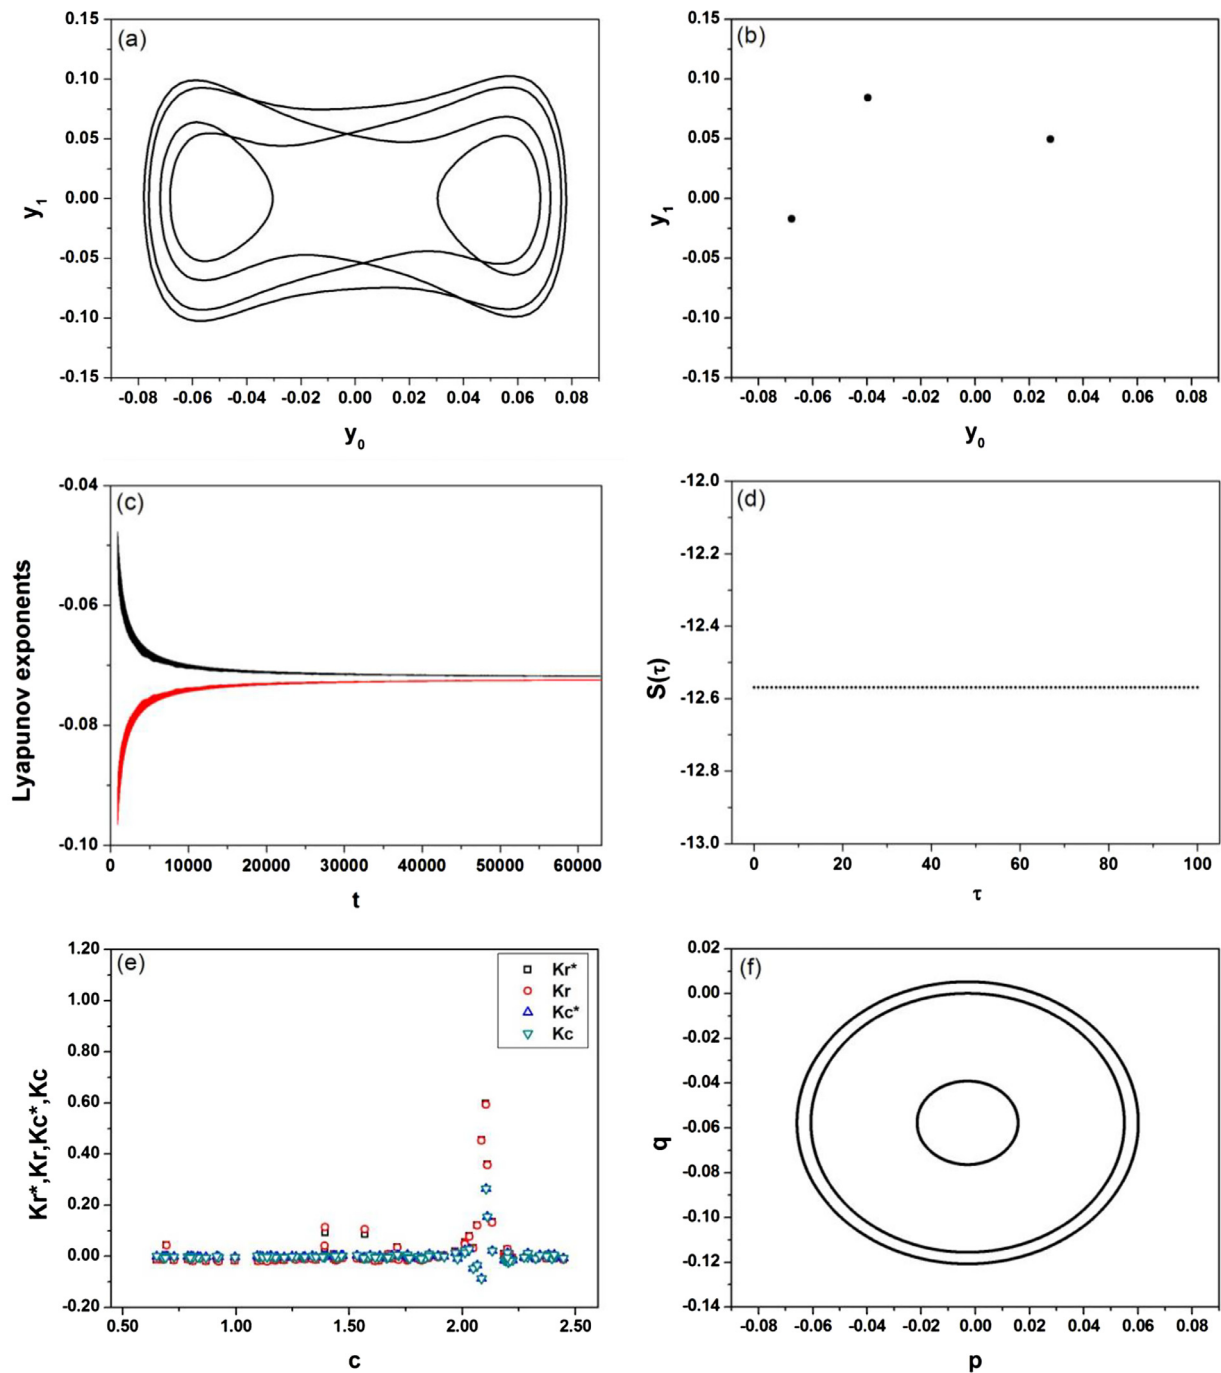 (a)
0.15
0.10
0.05
0.00
-0.05
-0.10
-0.15
y1
-0.08 -0.06 -0.04 -0.02 0.00 0.02 0.04 0.06 0.08
y0
(b)
0.15
0.10
0.05
0.00
-0.05
-0.10
-0.15
y1
-0.08 -0.06 -0.04 -0.02 0.00 0.02 0.04 0.06 0.08
y0
(c)
-0.04
-0.06
-0.08
-0.10
Lyapunov exponents
0 10000 20000 30000 40000 50000 60000
t
(d)
-12.0
-12.2
-12.4
-12.6
-12.8
-13.0
S(τ)
0 20 40 60 80 100
τ
(e)
1.20
1.00
0.80
0.60
0.40
0.20
0.00
-0.20
Kr*,Kr,Kc*,Kc
Kr*
Kr
Kc*
Kc
0.50 1.00 1.50 2.00 2.50
c
(f)
0.02
0.00
-0.02
-0.04
-0.06
-0.08
-0.10
-0.12
-0.14
q
-0.08 -0.06 -0.04 -0.02 0.00 0.02 0.04 0.06 0.08
p